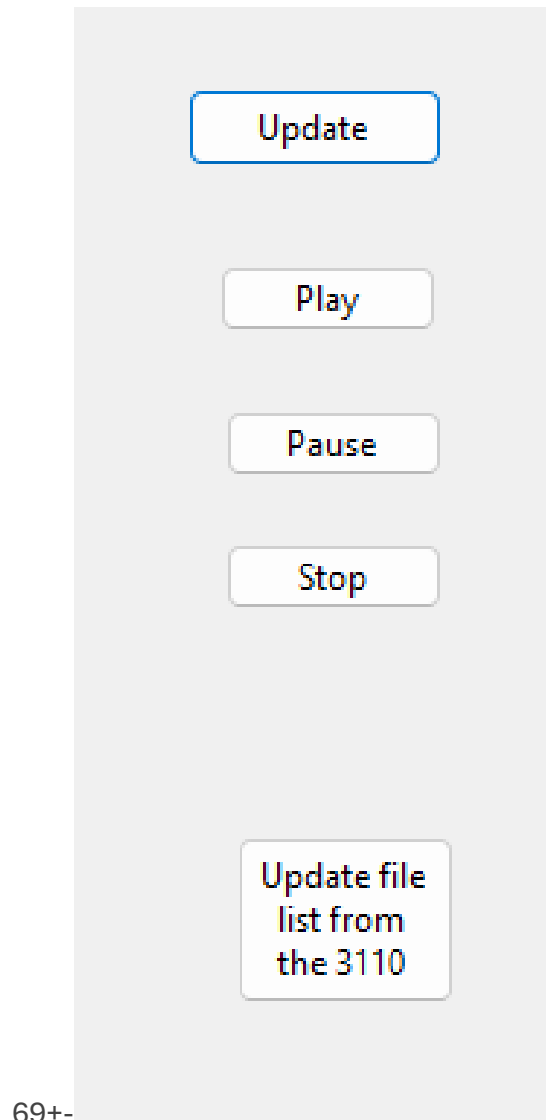 Update
Play
Pause
Stop
Update file
list from
the 3110
69+-